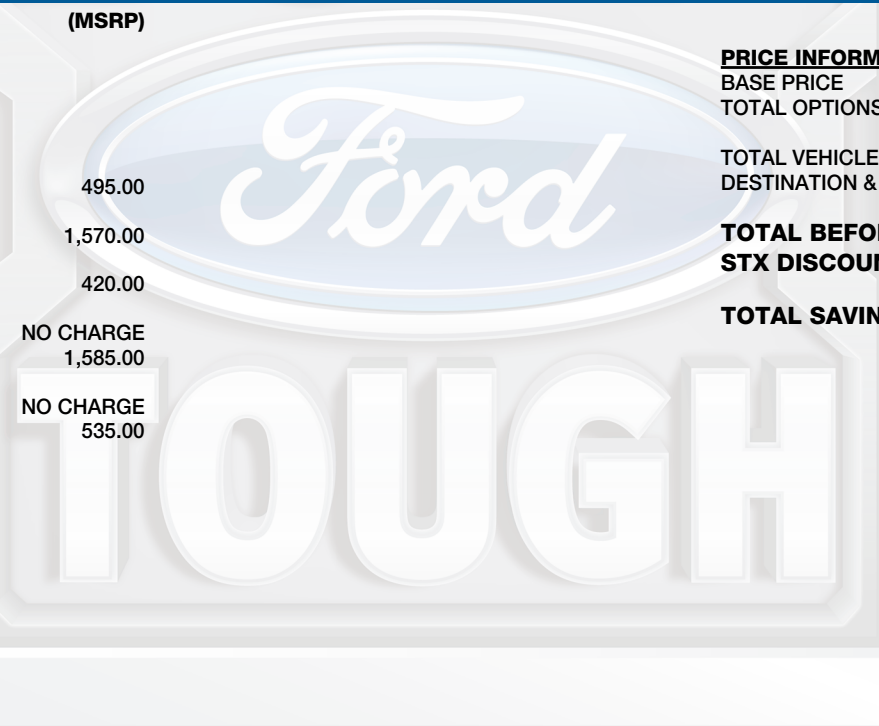 (MSRP)
495.00
1,570.00
420.00
NO CHARGE
1,585.00
NO CHARGE
535.00
PRICE INFORM
BASE PRICE
TOTAL OPTIONS
TOTAL VEHICLE
DESTINATION &
TOTAL BEFO
STX DISCOU
TOTAL SAVIN
Ford
TOUGH